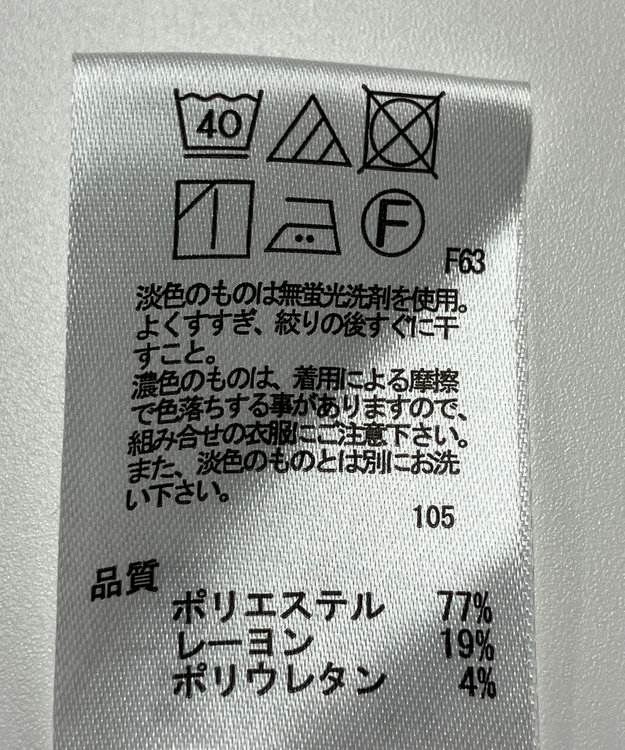 40
F
F63
淡色のものは無蛍光洗剤を使用。
よくすすぎ、絞りの後すぐに干
すこと。
濃色のものは、着用による摩擦
で色落ちする事がありますので、
組み合せの衣服にご注意下さい。
また、淡色のものとは別にお洗
い下さい。
105
品質
ポリエステル 77%
レーヨン 19%
ポリウレタン 4%